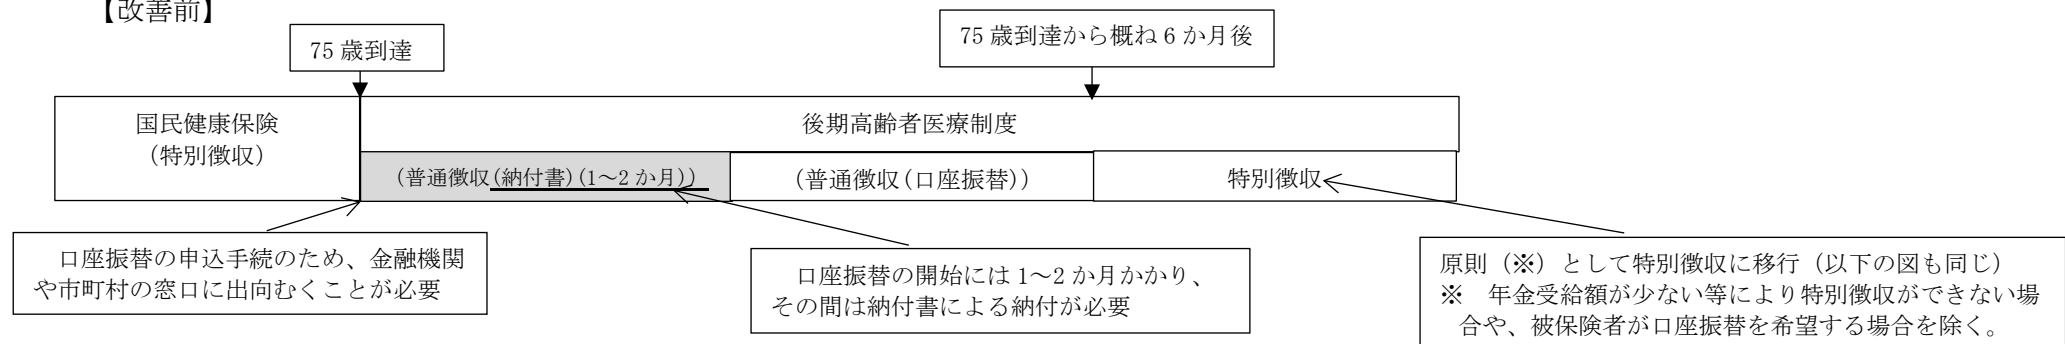 【改善前】
75 歳到達
75 歳到達から概ね 6 か月後
国民健康保険
（特別徴収）
後期高齢者医療制度
（普通徴収(納付書)(1～2 か月)）
（普通徴収(口座振替)）
特別徴収
口座振替の申込手続のため、金融機関
や市町村の窓口に出向むくことが必要
口座振替の開始には 1～2 か月かかり、
その間は納付書による納付が必要
原則（※）として特別徴収に移行（以下の図も同じ）
※　年金受給額が少ない等により特別徴収ができない場
合や、被保険者が口座振替を希望する場合を除く。